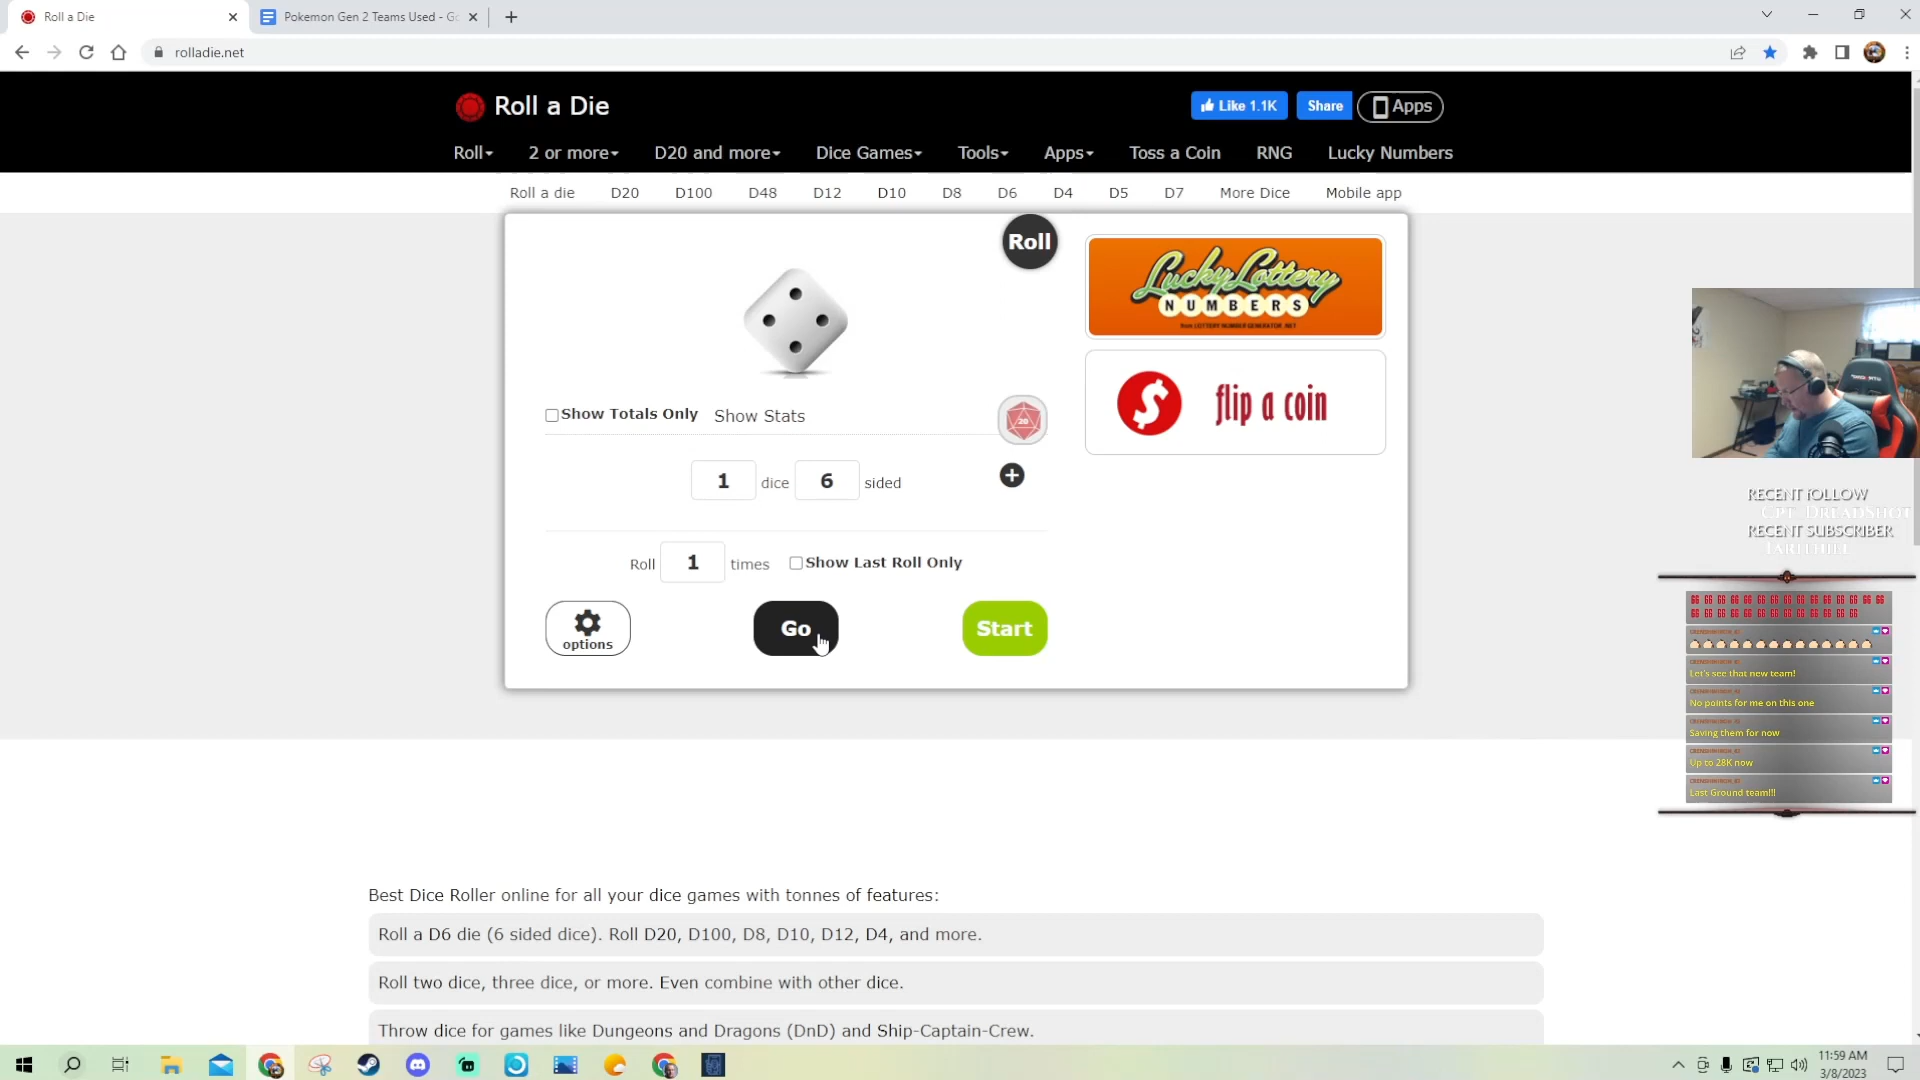 Roll a Die
Pokemon Gen 2 Teams Used - Go
rolladie.net
Roll a Die
Like 1.1K
Share
Apps
Roll
2 or more
D20 and more
Dice Games
Tools
Apps
Toss a Coin
RNG
Lucky Numbers
Roll a die
D20
D100
D48
D12
D10
D8
D6
D4
D5
D7
More Dice
Mobile app
Roll
Lucky Lottery
NUMBERS
flip a coin
Show Totals Only
Show Stats
20
1 dice 6 sided
Roll 1 times
Show Last Roll Only
options
Go
Start
RECENT FOLLOW
CPT_DREADSHOT
RECENT SUBSCRIBER
Let's see that new team!
No points for me on this one
Saving them for now
Up to 28K now
Last Ground team!!!
Best Dice Roller online for all your dice games with tonnes of features:
Roll a D6 die (6 sided dice). Roll D20, D100, D8, D10, D12, D4, and more.
Roll two dice, three dice, or more. Even combine with other dice.
Throw dice for games like Dungeons and Dragons (DnD) and Ship-Captain-Crew.
11:59 AM
3/8/2023